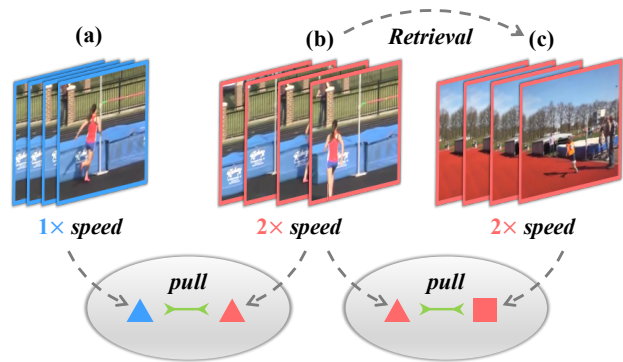 (a)
(b)
Retrieval
(c)
1× speed
2× speed
2× speed
pull
pull